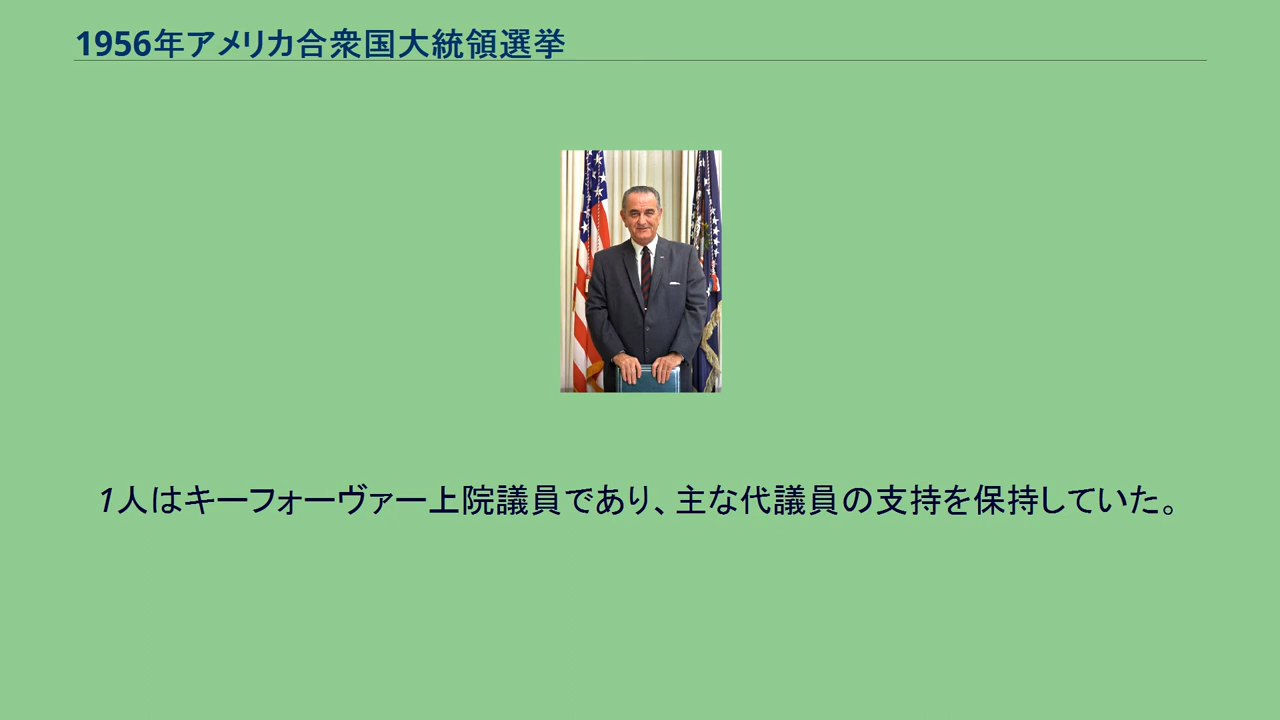 1956年アメリカ合衆国大統領選挙
1人はキーフォーヴァー上院議員であり、主な代議員の支持を保持していた。